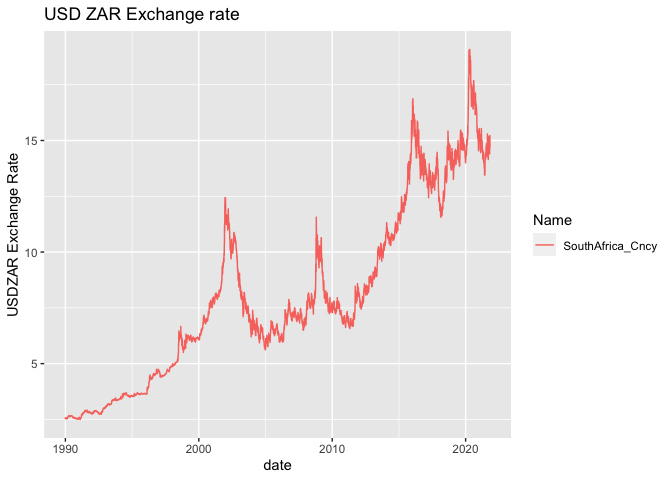 USD ZAR Exchange rate
USDZAR Exchange Rate
15
10
5
1990 2000 2010 2020
date
Name
SouthAfrica_Cncy